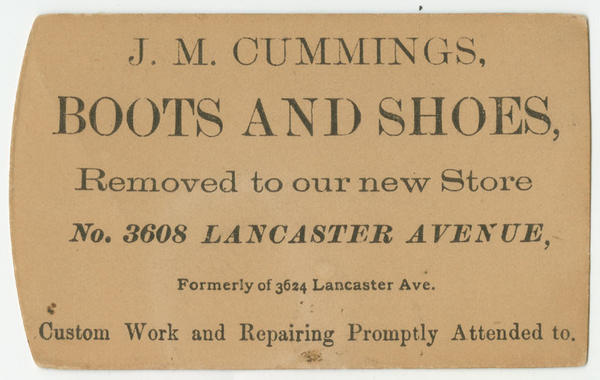 J. M. CUMMINGS,
BOOTS AND SHOES,
Removed to our new Store
No. 3608 LANCASTER AVENUE,
Formerly of 3624 Lancaster Ave.
Custom Work and Repairing Promptly Attended to.